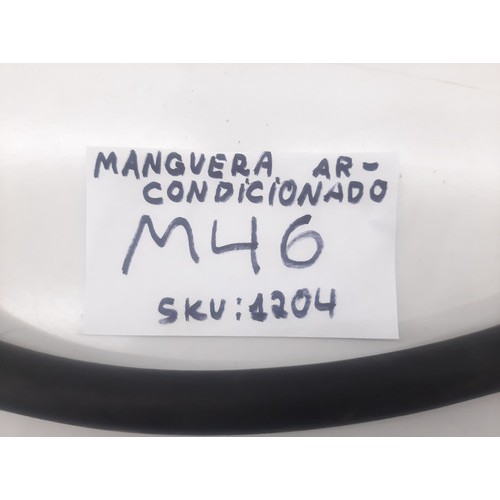 MANGUERA AR-
CONDICIONADO
M46
SKU:1204